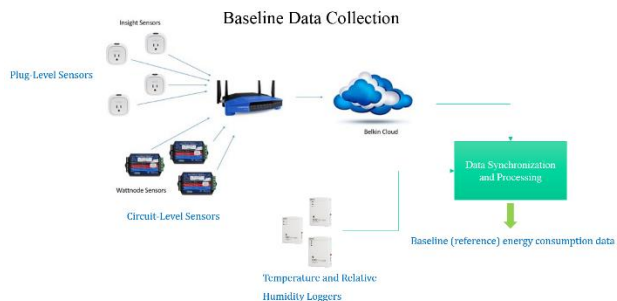 Baseline Data Collection
Insight Sensors
Plug-Level Sensors
Belkin Cloud
Data Synchronization
and Processing
Wattnode Sensors
Circuit-Level Sensors
Baseline (reference) energy consumption data
Temperature and Relative
Humidity Loggers